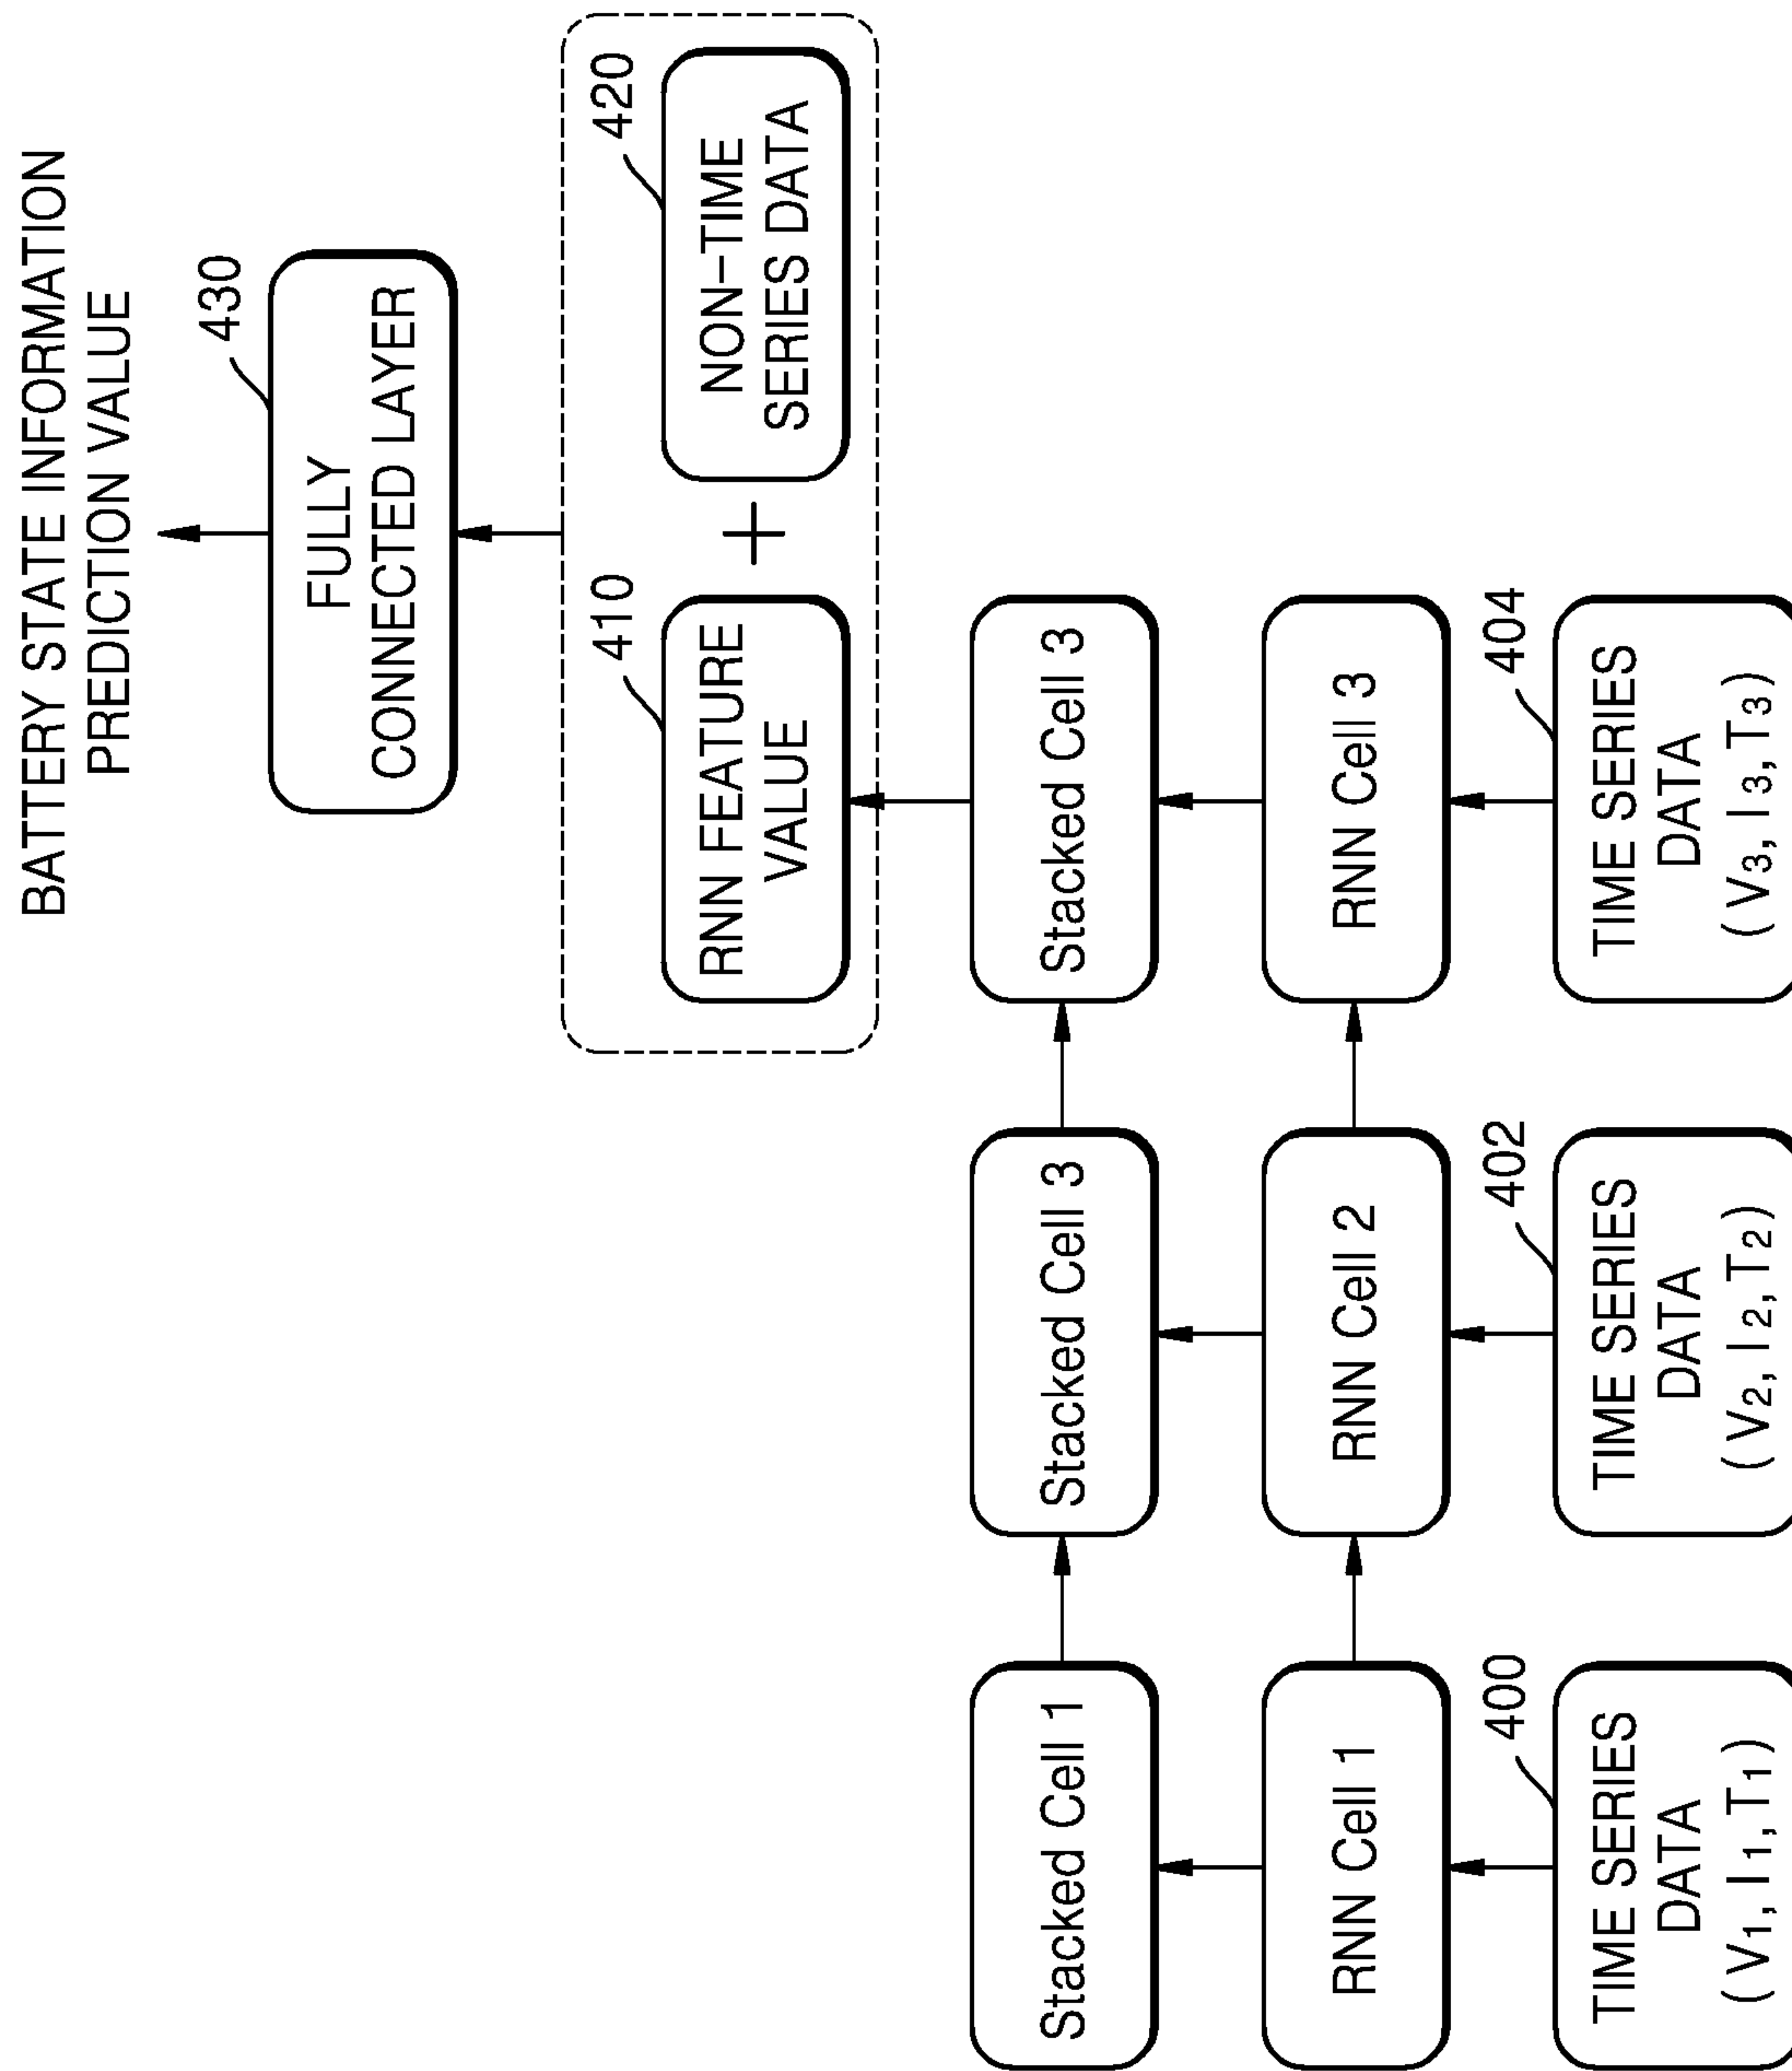 BATTERY STATE INFORMATION
PREDICTION VALUE
430
FULLY
CONNECTED LAYER
410
RNN FEATURE
VALUE
+
420
NON-TIME
SERIES DATA
Stacked Cell 1
Stacked Cell 3
Stacked Cell 3
RNN Cell 1
RNN Cell 2
RNN Cell 3
400
TIME SERIES
DATA
(V1, I1, T1)
402
TIME SERIES
DATA
(V2, I2, T2)
404
TIME SERIES
DATA
(V3, I3, T3)